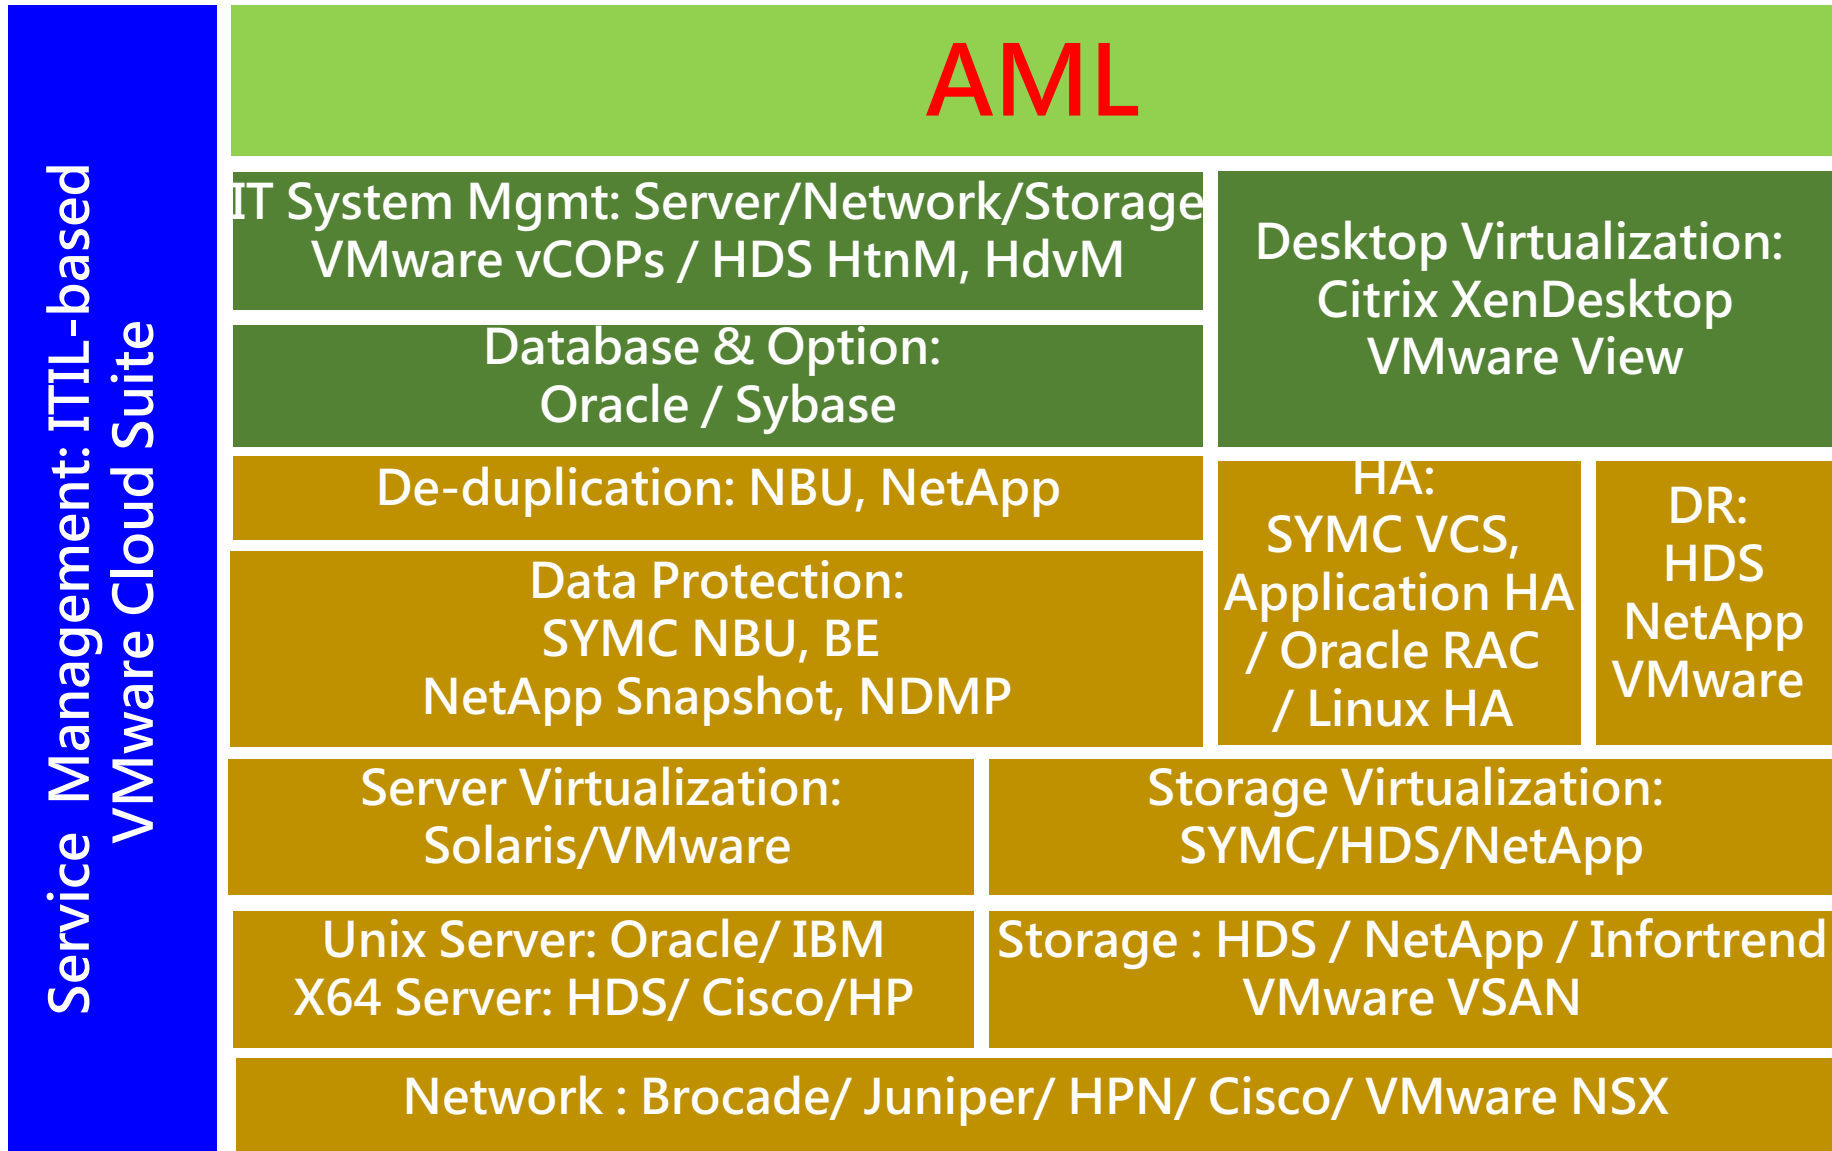 Service  Management: ITIL-based
VMware Cloud Suite
AML
IT System Mgmt: Server/Network/Storage
VMware vCOPs / HDS HtnM, HdvM
Desktop Virtualization:
Citrix XenDesktop
VMware View
Database & Option:
Oracle / Sybase
De-duplication: NBU, NetApp
HA:
SYMC VCS,
Application HA
/ Oracle RAC
/ Linux HA
DR:
HDS
NetApp
VMware
Data Protection:
SYMC NBU, BE
NetApp Snapshot, NDMP
Server Virtualization:
Solaris/VMware
Storage Virtualization:
SYMC/HDS/NetApp
Unix Server: Oracle/ IBM
X64 Server: HDS/ Cisco/HP
Storage : HDS / NetApp / Infortrend
VMware VSAN
Network : Brocade/ Juniper/ HPN/ Cisco/ VMware NSX